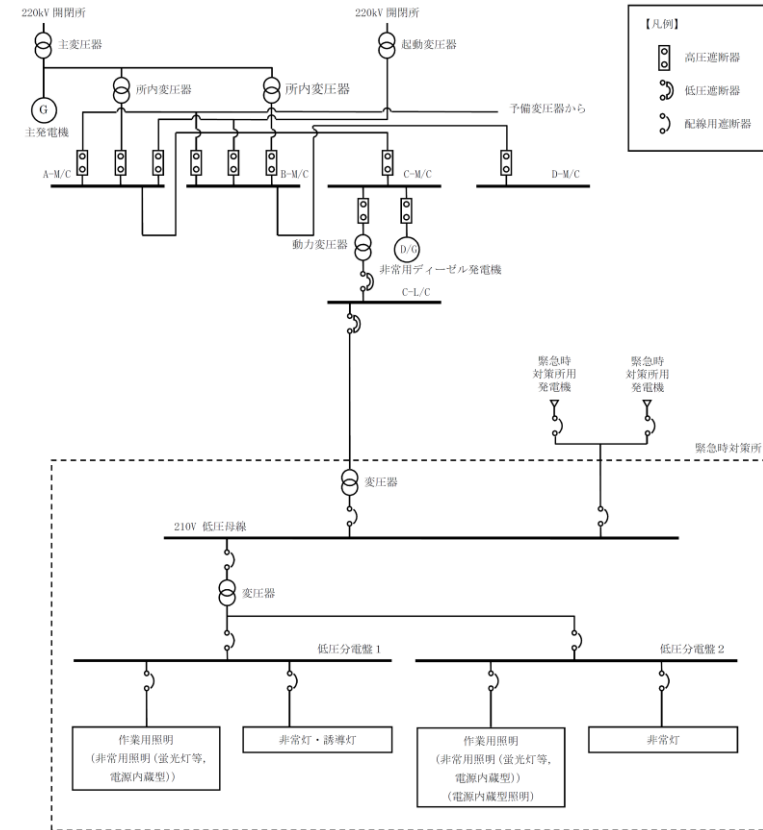 220kV 開閉所
220kV 開閉所
【凡例】
主変圧器
起動変圧器
高圧遮断器
所内変圧器
所内変圧器
低圧遮断器
G
予備変圧器から
主発電機
配線用遮断器
A-M/C
B-M/C
C-M/C
D-M/C
動力変圧器
D/G
非常用ディーゼル発電機
C-L/C
緊急時
対策所用
発電機
緊急時
対策所用
発電機
緊急時対策所
変圧器
210V 低圧母線
変圧器
低圧分電盤 1
低圧分電盤 2
作業用照明
(非常用照明(蛍光灯等,
電源内蔵型))
非常灯・誘導灯
作業用照明
(非常用照明(蛍光灯等,
電源内蔵型))
(電源内蔵型照明)
非常灯